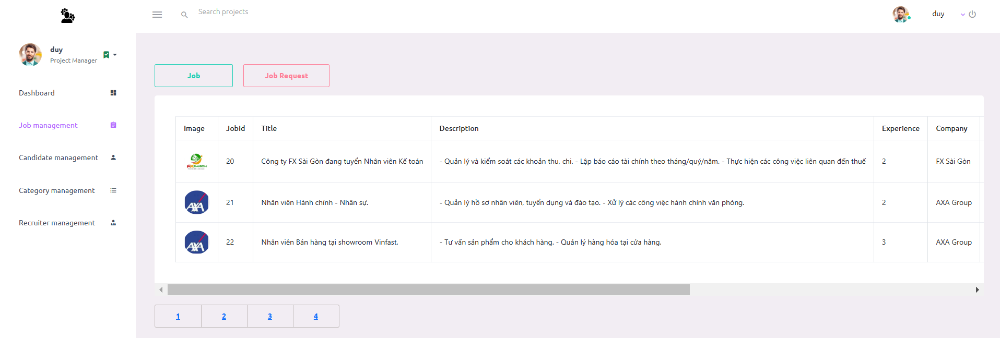 Search projects
duy
duy
Project Manager
Dashboard
Job management
Candidate management
Category management
Recruiter management
Job
Job Request
Image JobId Title Description Experience Company
FXSAIGON 20 Công ty FX Sài Gòn đang tuyển Nhân viên Kế toán - Quản lý và kiểm soát các khoản thu, chi. - Lập báo cáo tài chính theo tháng/quý/năm. - Thực hiện các công việc liên quan đến thuế 2 FX Sài Gòn
AXA 21 Nhân viên Hành chính - Nhân sự. - Quản lý hồ sơ nhân viên, tuyển dụng và đào tạo. - Xử lý các công việc hành chính văn phòng. 2 AXA Group
AXA 22 Nhân viên Bán hàng tại showroom Vinfast. - Tư vấn sản phẩm cho khách hàng. - Quản lý hàng hóa tại cửa hàng. 3 AXA Group
1 2 3 4